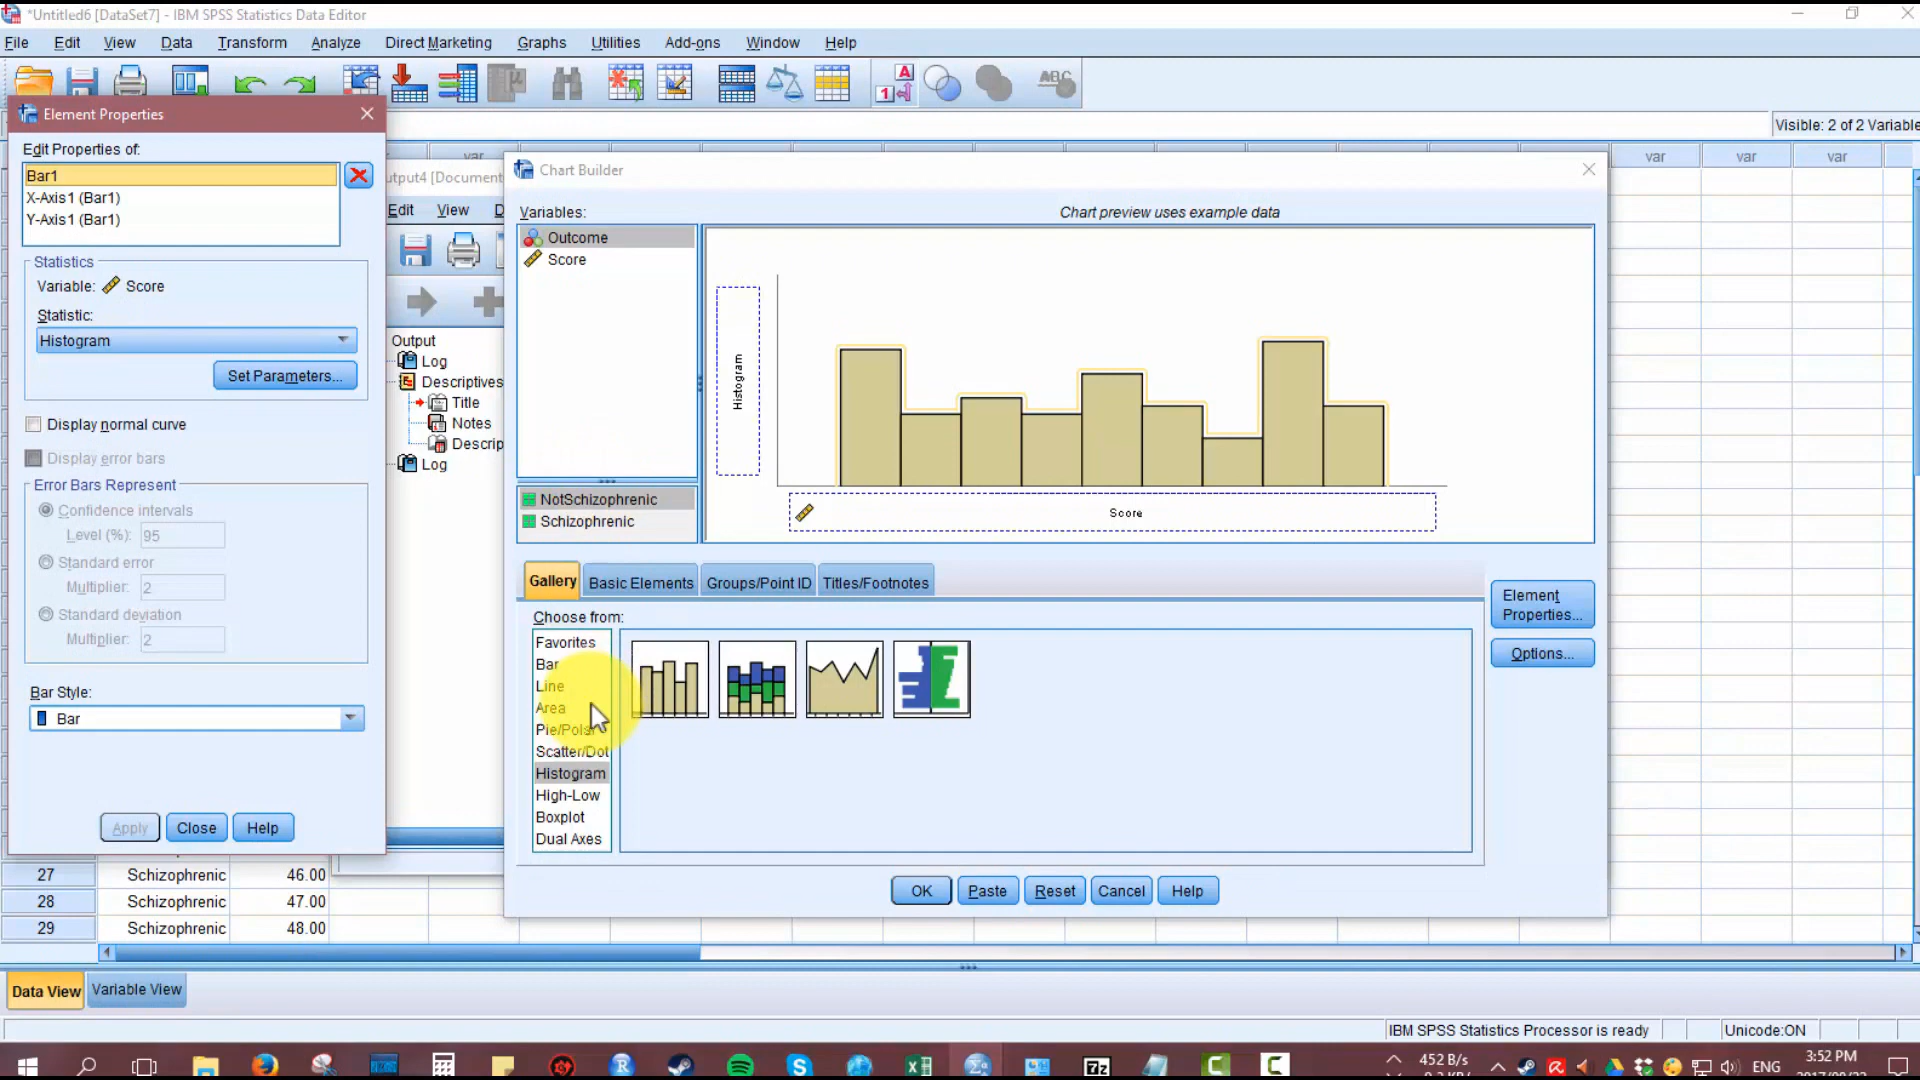 *Untitled6 [DataSet7] - IBM SPSS Statistics Data Editor
File Edit View Data Transform Analyze Direct Marketing Graphs Utilities Add-ons Window Help
Visible: 2 of 2 Variable
var var var var
Element Properties
Edit Properties of:
Bar1
X-Axis1 (Bar1)
Y-Axis1 (Bar1)
Statistics
Variable: Score
Statistic:
Histogram
Set Parameters...
Display normal curve
Display error bars
Error Bars Represent
Confidence intervals
Level (%): 95
Standard error
Multiplier: 2
Standard deviation
Multiplier: 2
Bar Style:
Bar
Apply Close Help
utput4 [Document
Edit View D
Output
Log
Descriptives
Title
Notes
Descrip
Log
Chart Builder
Variables:
Chart preview uses example data
Outcome
Score
NotSchizophrenic
Schizophrenic
Histogram
Score
Gallery Basic Elements Groups/Point ID Titles/Footnotes
Choose from:
Favorites
Bar
Line
Area
Pie/Polar
Scatter/Dot
Histogram
High-Low
Boxplot
Dual Axes
Element Properties...
Options...
OK Paste Reset Cancel Help
27 Schizophrenic 46.00
28 Schizophrenic 47.00
29 Schizophrenic 48.00
Data View Variable View
IBM SPSS Statistics Processor is ready Unicode:ON
452 B/s
ENG
3:52 PM